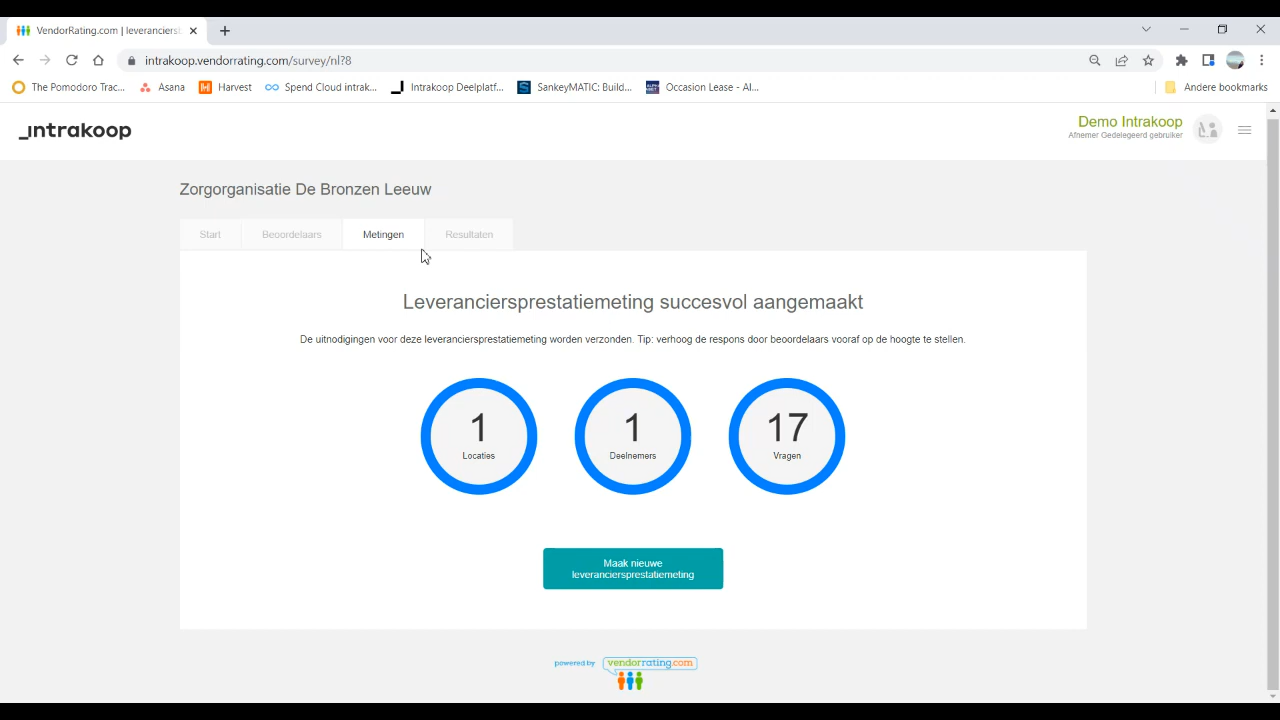 VendorRating.com | leveranciers
intrakoop.vendorrating.com/survey/nl?8
The Pomodoro Trac...
Asana
Harvest
Spend Cloud intrak...
Intrakoop Deelplatf...
SankeyMATIC: Build...
Occasion Lease - Al...
Andere bookmarks
_intrakoop
Demo Intrakoop
Afnemer Gedelegeerd gebruiker
Zorgorganisatie De Bronzen Leeuw
Start
Beoordelaars
Metingen
Resultaten
Leveranciersprestatiemeting succesvol aangemaakt
De uitnodigingen voor deze leveranciersprestatiemeting worden verzonden. Tip: verhoog de respons door beoordelaars vooraf op de hoogte te stellen.
1
Locaties
1
Deelnemers
17
Vragen
Maak nieuwe
leveranciersprestatiemeting
powered by vendorrating.com